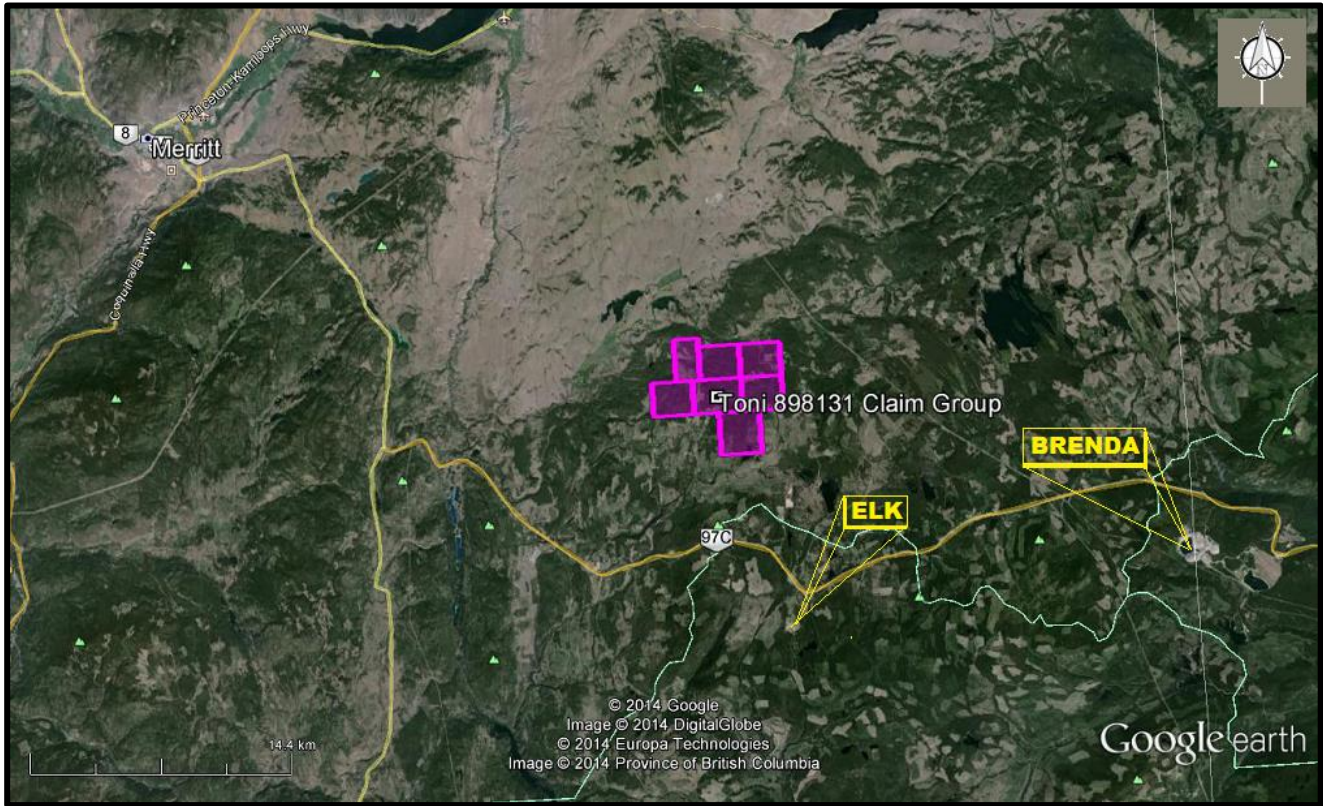 Princeton-Kamloops Hwy
8
Merritt
Coquihalla Hwy
Toni 898131 Claim Group
BRENDA
ELK
97C
14.4 km
© 2014 Google
Image © 2014 DigitalGlobe
© 2014 Europa Technologies
Image © 2014 Province of British Columbia
Google earth